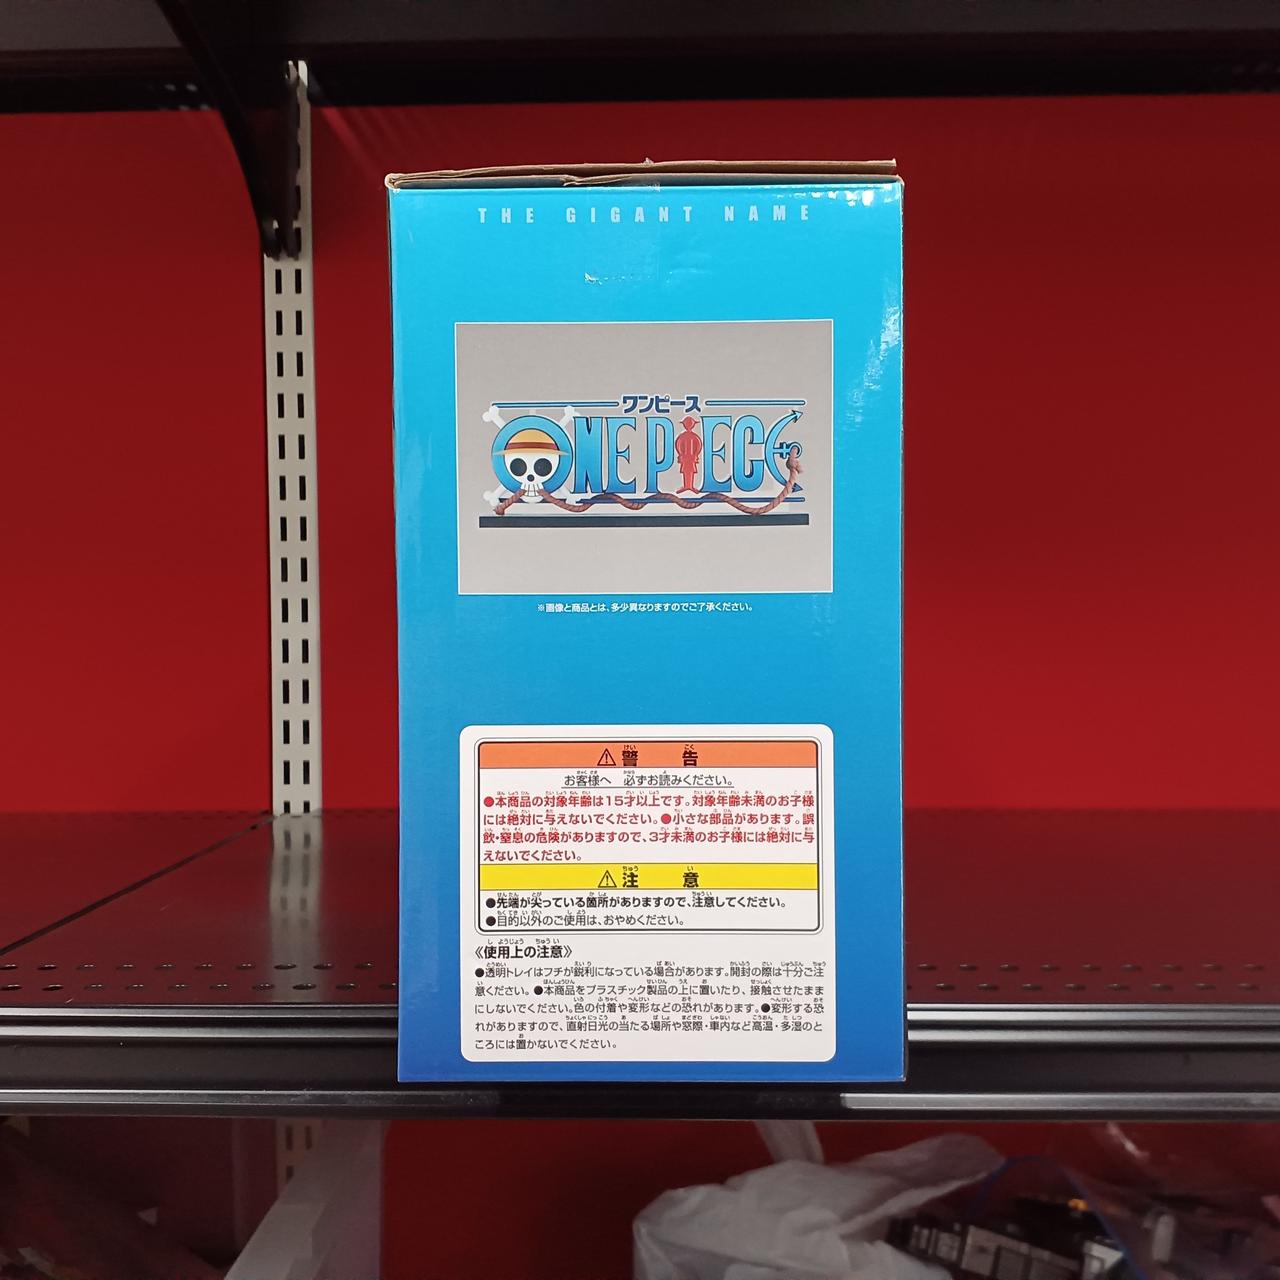 THE GIGANT NAME
ワンピース
ONE PIECE
※画像と商品とは、多少異なりますのでご了承ください。
⚠警告
お客様へ 必ずお読みください。
●本商品の対象年齢は15才以上です。対象年齢未満のお子様
には絶対に与えないでください。●小さな部品があります。誤
飲・窒息の危険がありますので、3才未満のお子様には絶対に与
えないでください。
⚠注意
●先端が尖っている箇所がありますので、注意してください。
●目的以外のご使用は、おやめください。
《使用上の注意》
●透明トレイはフチが鋭利になっている場合があります。開封の際は十分ご注
意ください。●本商品をプラスチック製品の上に置いたり、接触させたまま
にしないでください。色の付着や変形などの恐れがあります。●変形する恐
れがありますので、直射日光の当たる場所や窓際・車内など高温・多湿のと
ころには置かないでください。